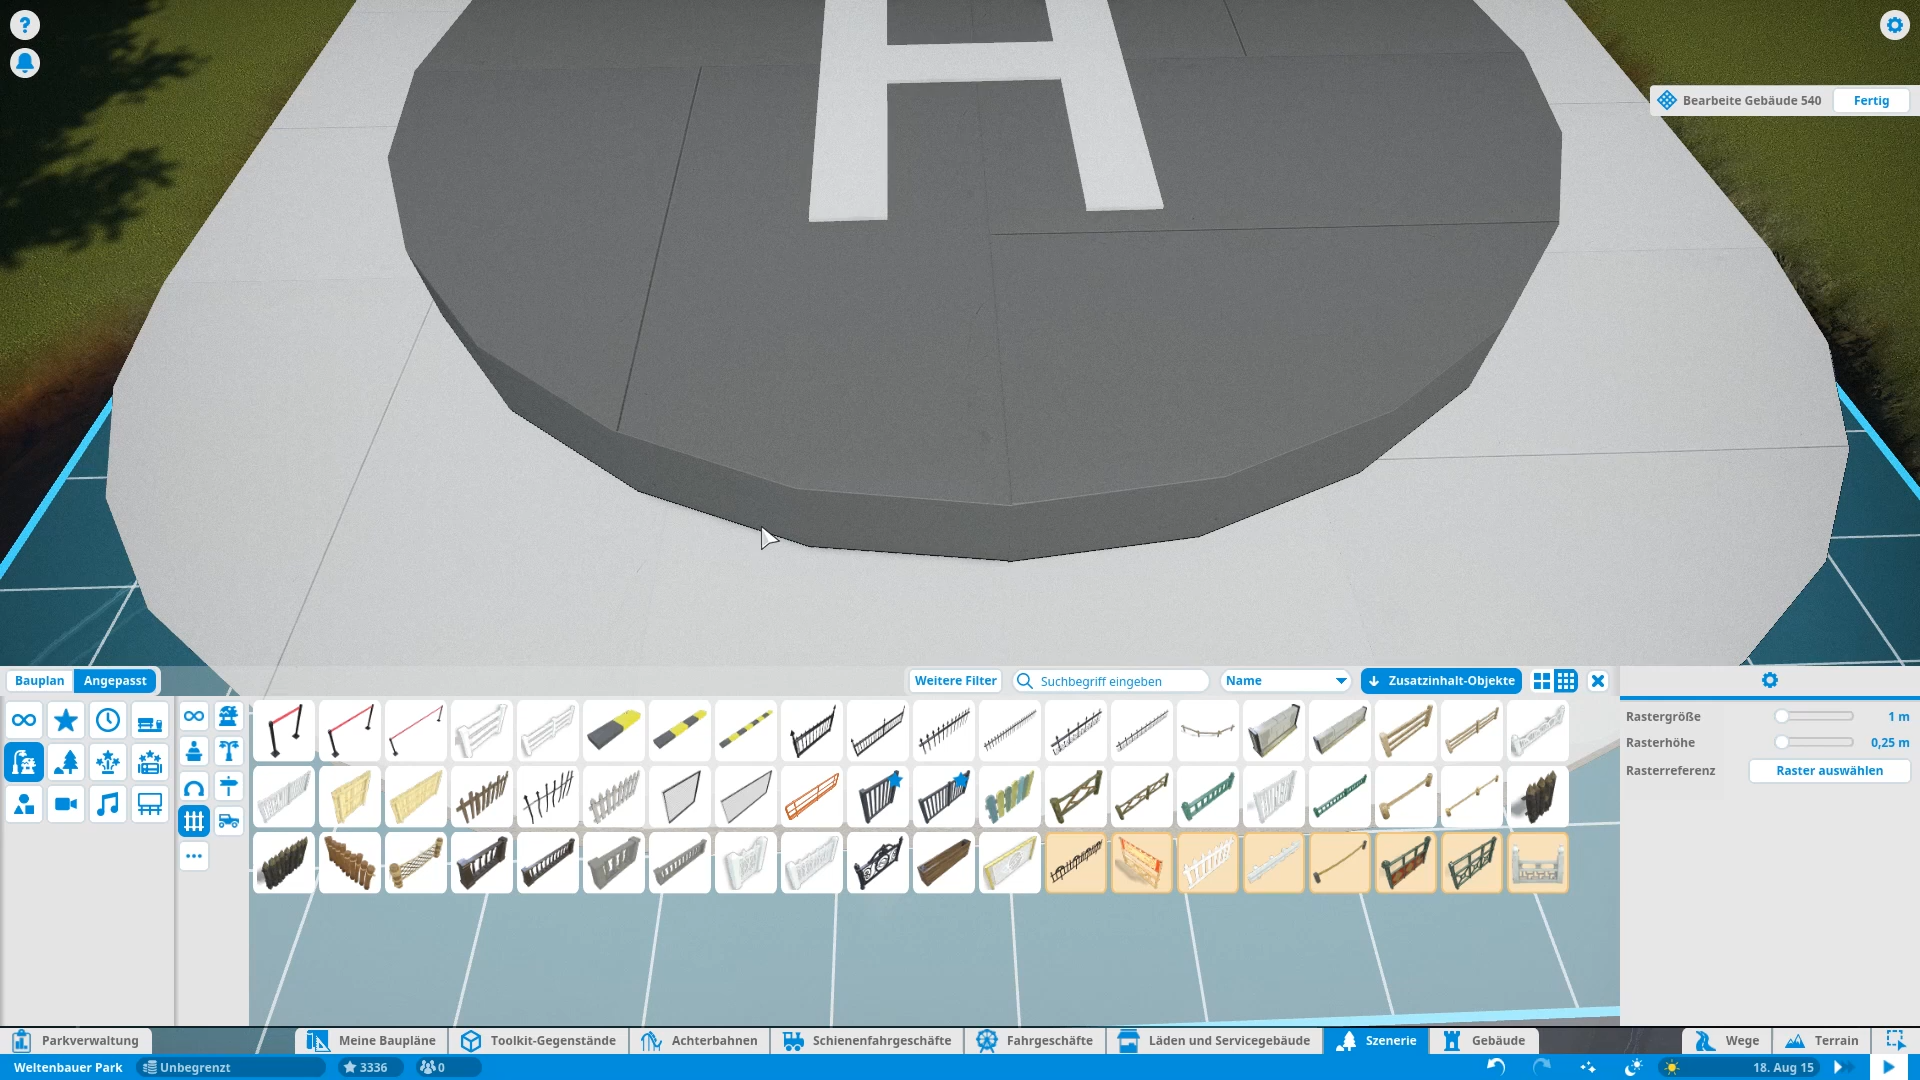 ?
H
Bearbeite Gebäude 540
Fertig
Bauplan
Angepasst
Weitere Filter
Suchbegriff eingeben
Name
Zusatzinhalt-Objekte
Rastergröße
1 m
Rasterhöhe
0,25 m
Rasterreferenz
Raster auswählen
Parkverwaltung
Meine Baupläne
Toolkit-Gegenstände
Achterbahnen
Schienenfahrgeschäfte
Fahrgeschäfte
Läden und Servicegebäude
Szenerie
Gebäude
Wege
Terrain
Weltenbauer Park
Unbegrenzt
3336
0
18. Aug 15